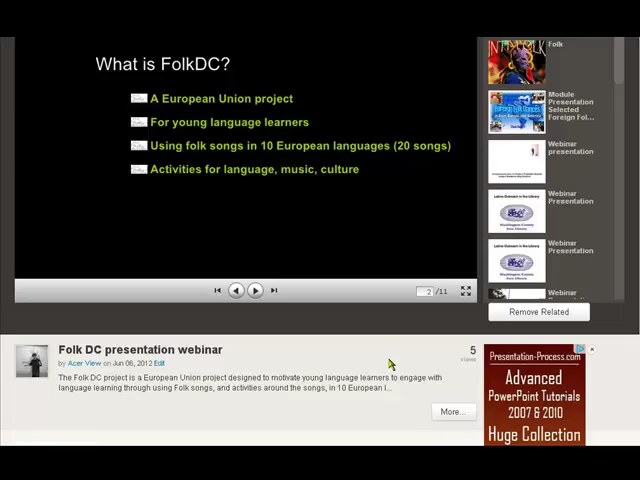 What is FolkDC?
A European Union project
For young language learners
Using folk songs in 10 European languages (20 songs)
Activities for language, music, culture
2 /11
Folk
Module
Presentation
Selected
Foreign Fol...
Webinar
presentation
Webinar
Presentation
Webinar
Presentation
Webinar
Remove Related
Folk DC presentation webinar
by Acer View on Jun 06, 2012 Edit
5
views
The Folk DC project is a European Union project designed to motivate young language learners to engage with
language learning through using Folk songs, and activities around the songs, in 10 European l...
More...
Presentation-Process.com
Advanced
PowerPoint Tutorials
2007 & 2010
Huge Collection